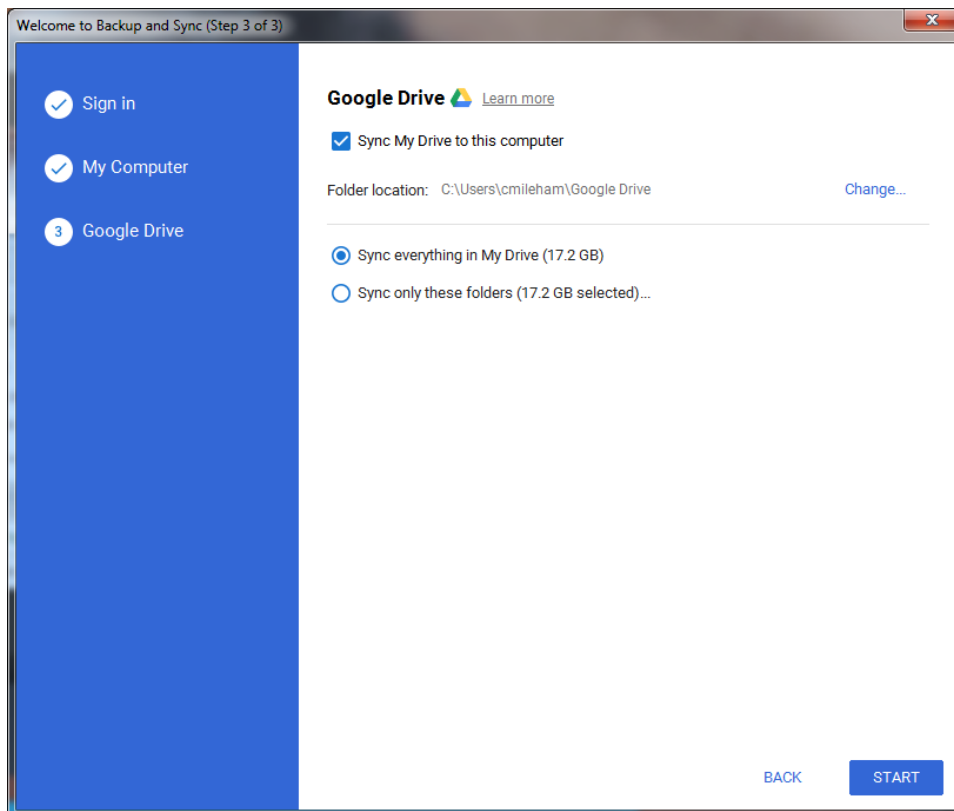 Welcome to Backup and Sync (Step 3 of 3)
x
Sign in
My Computer
3 Google Drive
Google Drive Learn more
Sync My Drive to this computer
Folder location: C:\Users\cmileham\Google Drive Change...
Sync everything in My Drive (17.2 GB)
Sync only these folders (17.2 GB selected)...
BACK START